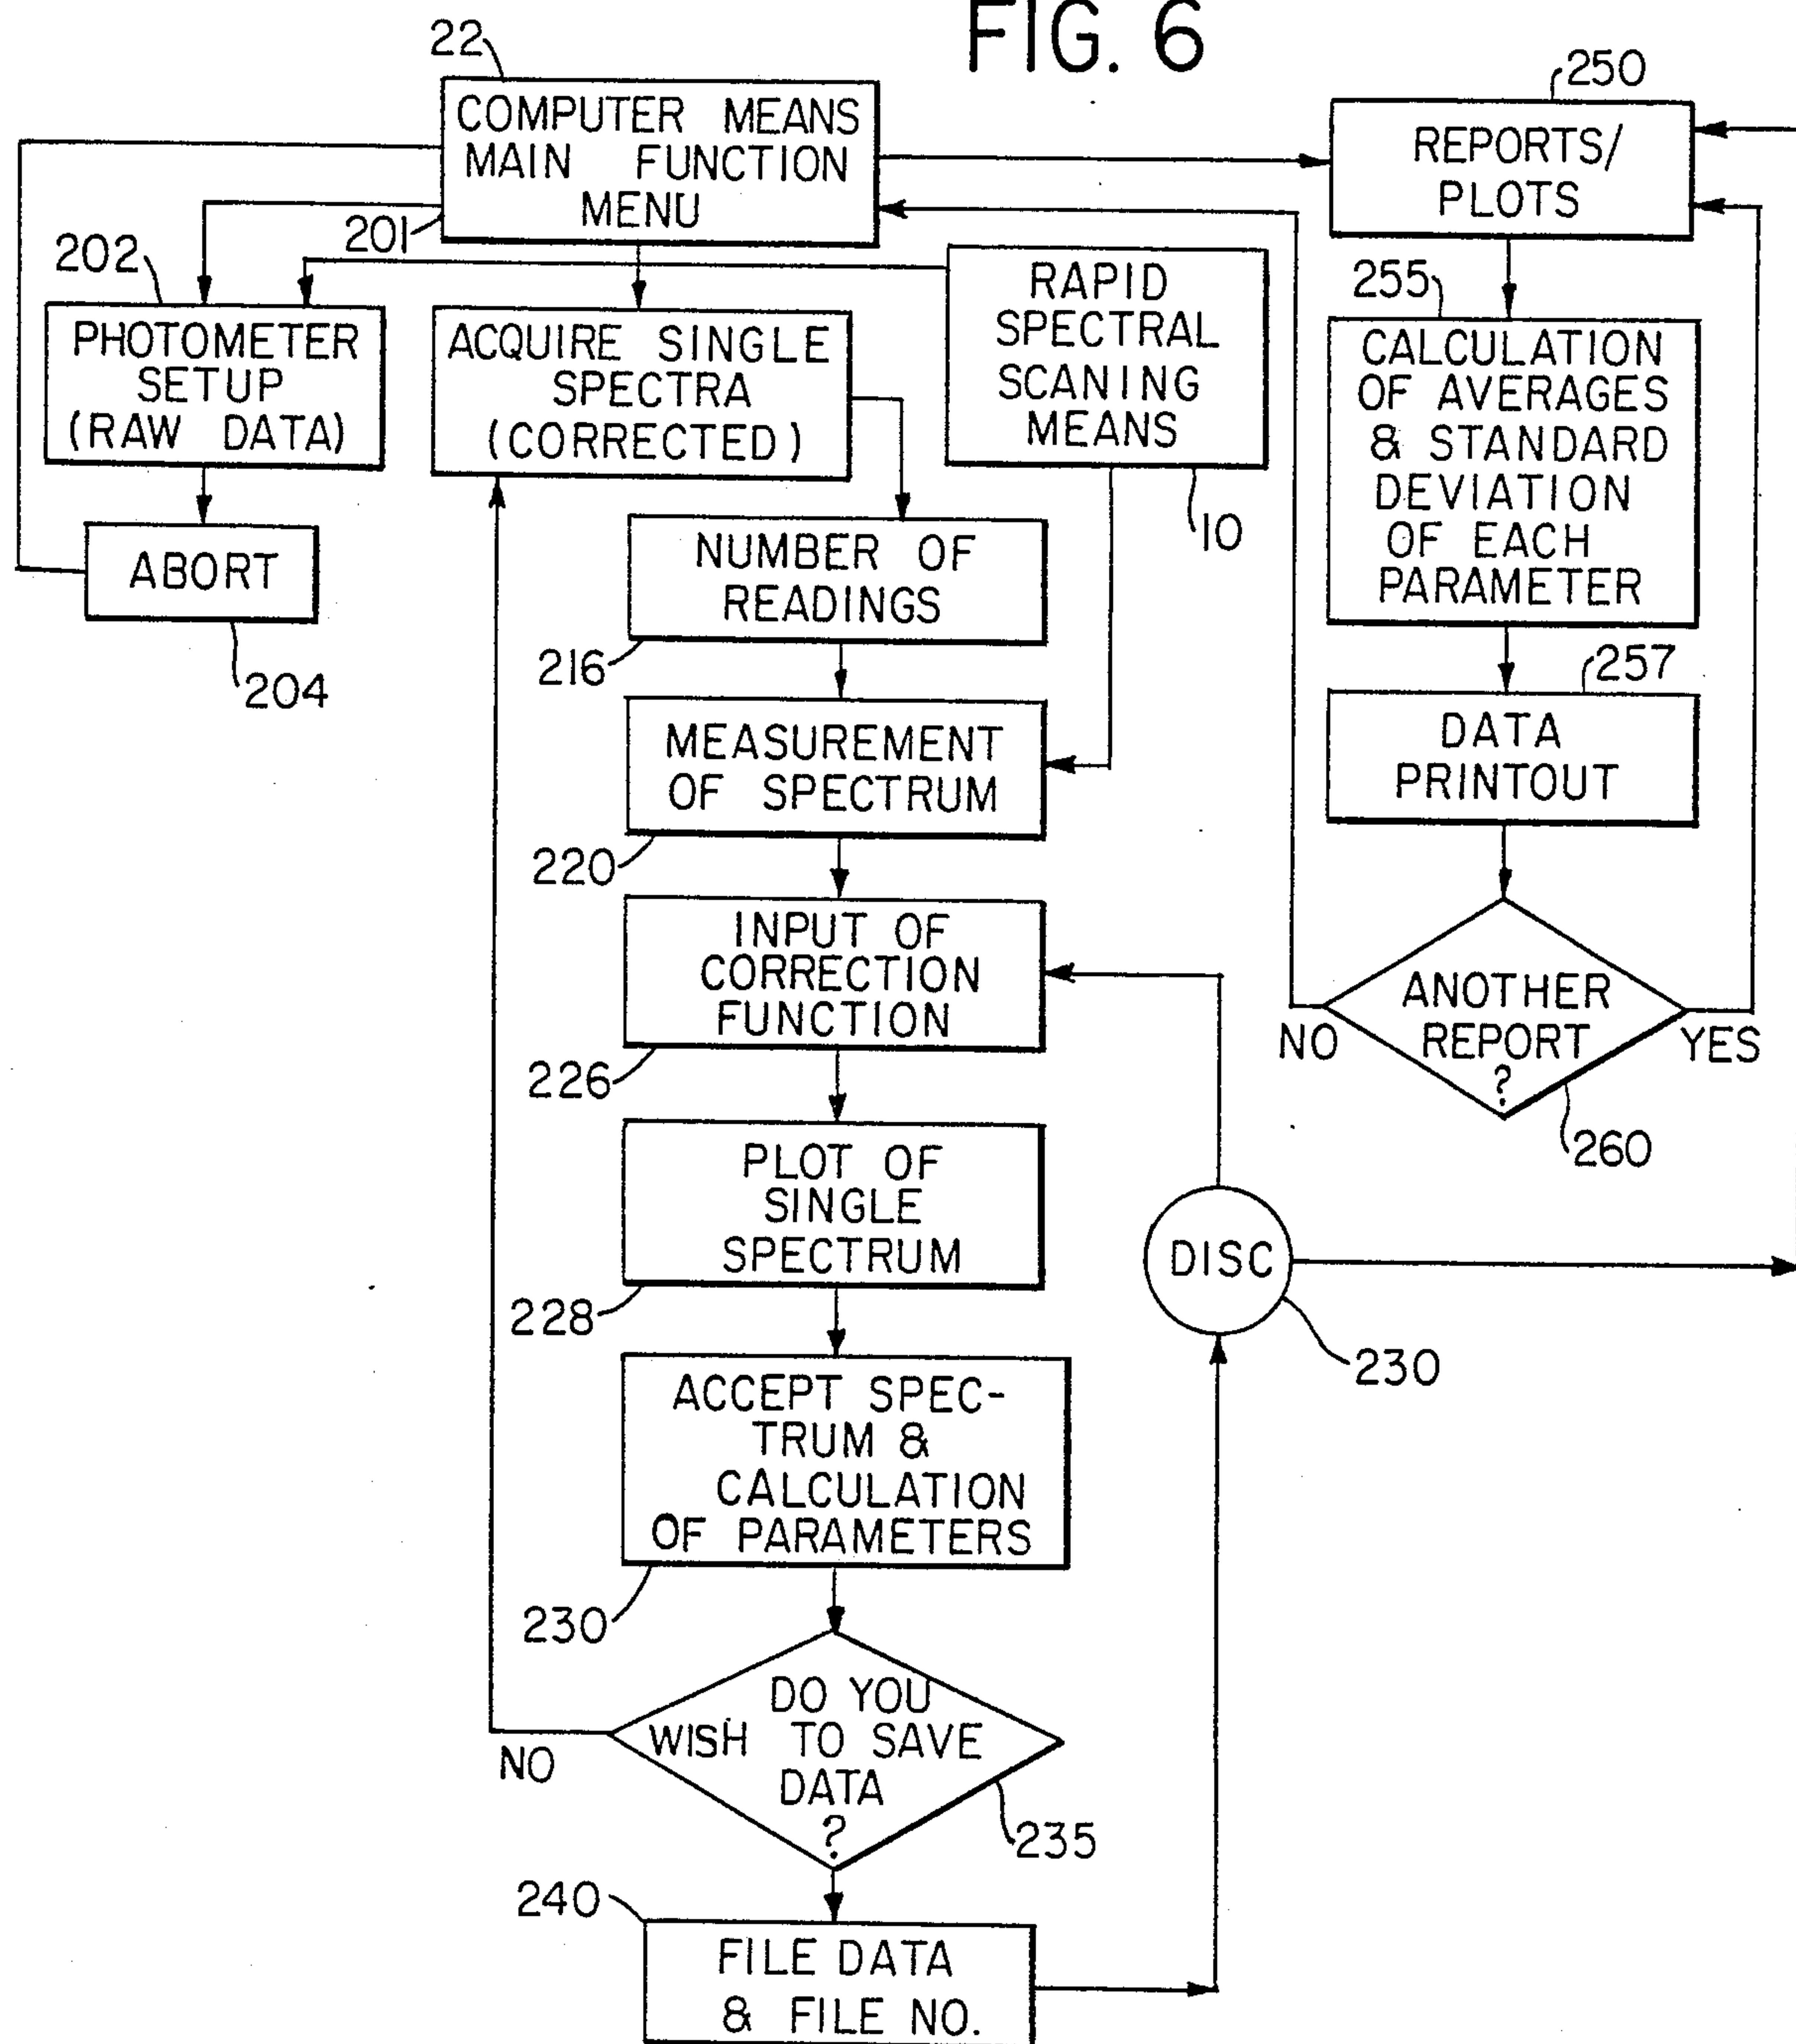 FIG. 6
22
COMPUTER MEANS
MAIN FUNCTION
MENU
201
250
REPORTS/
PLOTS
202
PHOTOMETER
SETUP
(RAW DATA)
ACQUIRE SINGLE
SPECTRA
(CORRECTED)
RAPID
SPECTRAL
SCANING
MEANS
10
255
CALCULATION
OF AVERAGES
& STANDARD
DEVIATION
OF EACH
PARAMETER
ABORT
204
NUMBER OF
READINGS
216
257
DATA
PRINTOUT
MEASUREMENT
OF SPECTRUM
220
INPUT OF
CORRECTION
FUNCTION
226
ANOTHER
REPORT
?
NO
YES
260
PLOT OF
SINGLE
SPECTRUM
228
DISC
230
ACCEPT SPEC-
TRUM &
CALCULATION
OF PARAMETERS
230
DO YOU
WISH TO SAVE
DATA
?
NO
235
240
FILE DATA
& FILE NO.